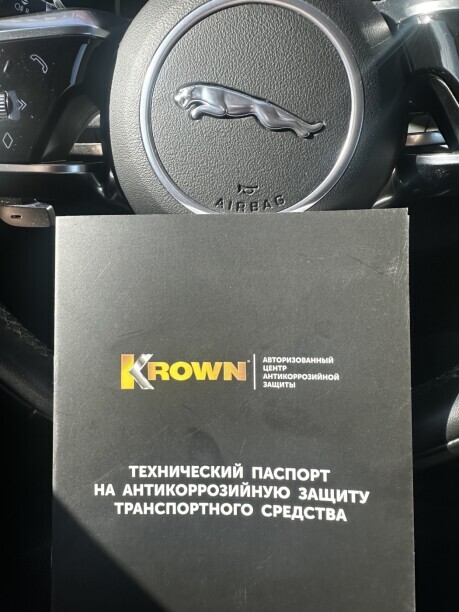 AIRBAG
KROWN
АВТОРИЗОВАННЫЙ
ЦЕНТР
АНТИКОРРОЗИЙНОЙ
ЗАЩИТЫ
ТЕХНИЧЕСКИЙ ПАСПОРТ
НА АНТИКОРРОЗИЙНУЮ ЗАЩИТУ
ТРАНСПОРТНОГО СРЕДСТВА